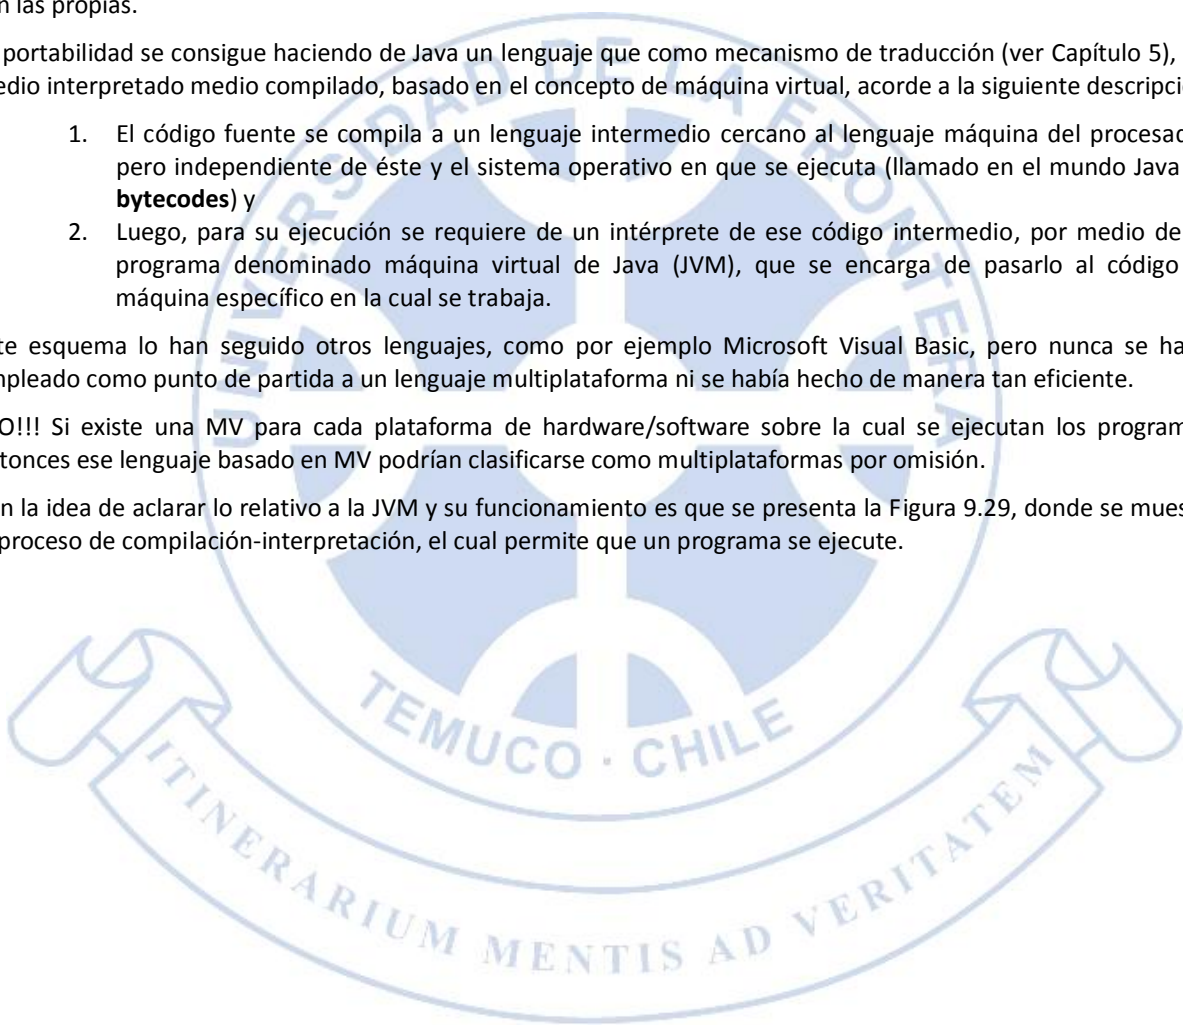 n las propias.
portabilidad se consigue haciendo de Java un lenguaje que como mecanismo de traducción (ver Capítulo 5),
dio interpretado medio compilado, basado en el concepto de máquina virtual, acorde a la siguiente descripci
1. El código fuente se compila a un lenguaje intermedio cercano al lenguaje máquina del procesad
pero independiente de éste y el sistema operativo en que se ejecuta (llamado en el mundo Java
bytecodes) y
2. Luego, para su ejecución se requiere de un intérprete de ese código intermedio, por medio de
programa denominado máquina virtual de Java (JVM), que se encarga de pasarlo al código
máquina específico en la cual se trabaja.
te esquema lo han seguido otros lenguajes, como por ejemplo Microsoft Visual Basic, pero nunca se ha
mpleado como punto de partida a un lenguaje multiplataforma ni se había hecho de manera tan eficiente.
O!!! Si existe una MV para cada plataforma de hardware/software sobre la cual se ejecutan los program
tonces ese lenguaje basado en MV podrían clasificarse como multiplataformas por omisión.
n la idea de aclarar lo relativo a la JVM y su funcionamiento es que se presenta la Figura 9.29, donde se mues
proceso de compilación-interpretación, el cual permite que un programa se ejecute.
UNIVERSIDAD DE LA FRONTERA
TEMUCO · CHILE
ITINERARIUM MENTIS AD VERITATEM